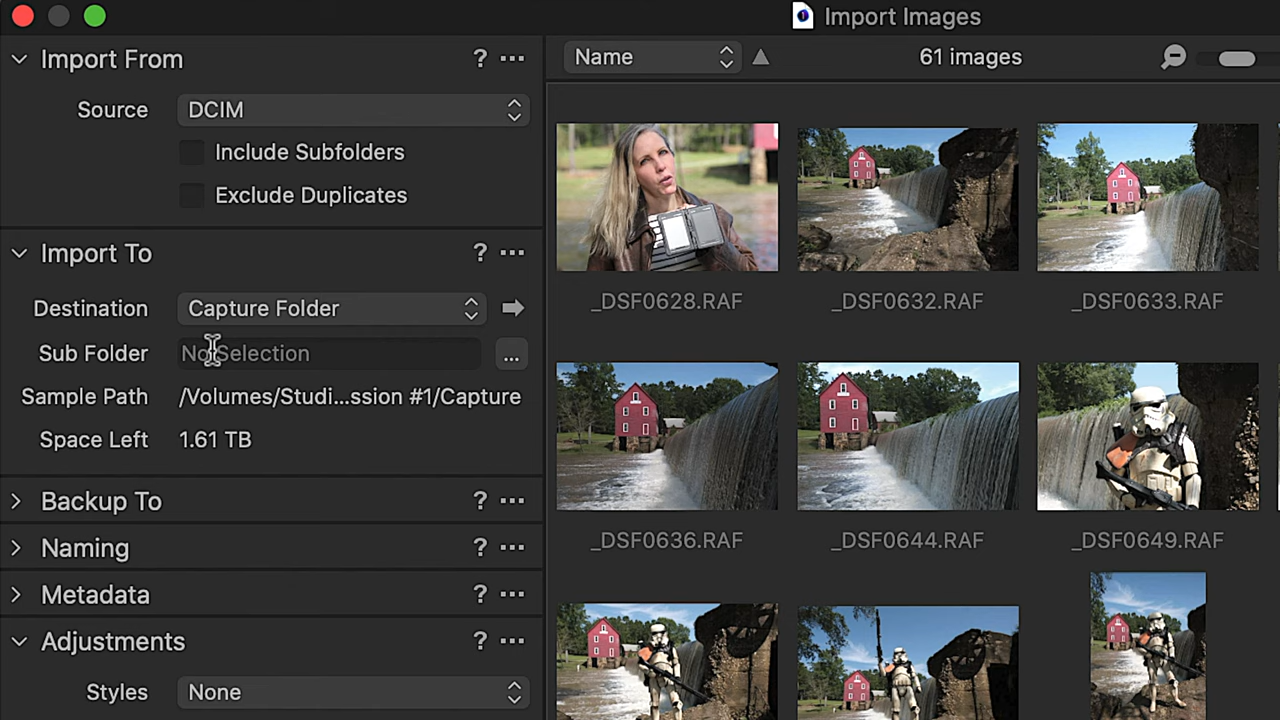 Import Images
Import From ? ...
Source DCIM
Include Subfolders
Exclude Duplicates
Import To ? ...
Destination Capture Folder
Sub Folder No Selection ...
Sample Path /Volumes/Studi...ssion #1/Capture
Space Left 1.61 TB
Backup To ? ...
Naming ? ...
Metadata ? ...
Adjustments ? ...
Styles None
Name 61 images
_DSF0628.RAF _DSF0632.RAF _DSF0633.RAF
_DSF0636.RAF _DSF0644.RAF _DSF0649.RAF